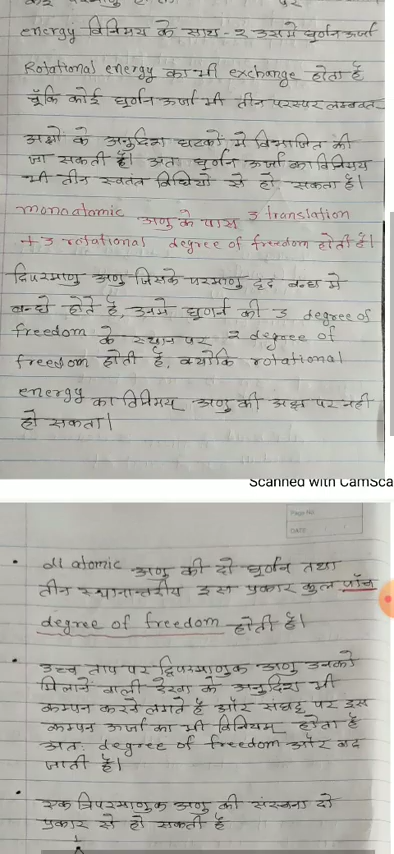 energy विनिमय के साथ-२ उसमें घूर्णन ऊर्जा
Rotational energy का भी exchange होता है
चूँकि कोई घूर्णन ऊर्जा भी तीन परस्पर लम्बवत
अक्षों के अनुदिश घटकों में विभाजित की
जा सकती है। अतः घूर्णन ऊर्जा का विनिमय
भी तीन स्वतंत्र विधियों से हो सकता है।
monoatomic अणु के पास 3 translation
+ 3 rotational degree of freedom होती है।
द्विपरमाणु अणु जिसके परमाणु दृढ़ बन्ध में
बन्धे होते है, उनमें घूर्णन की 3 degree of
freedom के स्थान पर 2 degree of
freedom होती है, क्योकि rotational
energy का विनिमय अणु की अक्ष पर नही
हो सकता।
Scanned with CamSca
Page No.
DATE
• di atomic अणु की दो घूर्णन तथा
तीन स्थानान्तरीय इस प्रकार कुल पाँच
degree of freedom होती है।
• उच्च ताप पर द्विपरमाणुक अणु उनको
मिलाने वाली रेखा के अनुदिश भी
कम्पन करने लगते है और संघट्ट पर इस
कम्पन ऊर्जा का भी विनियम होता है
अतः degree of freedom और बढ़
जाती है।
• एक त्रिपरमाणुक अणु की संरचना दो
प्रकार से हो सकती है